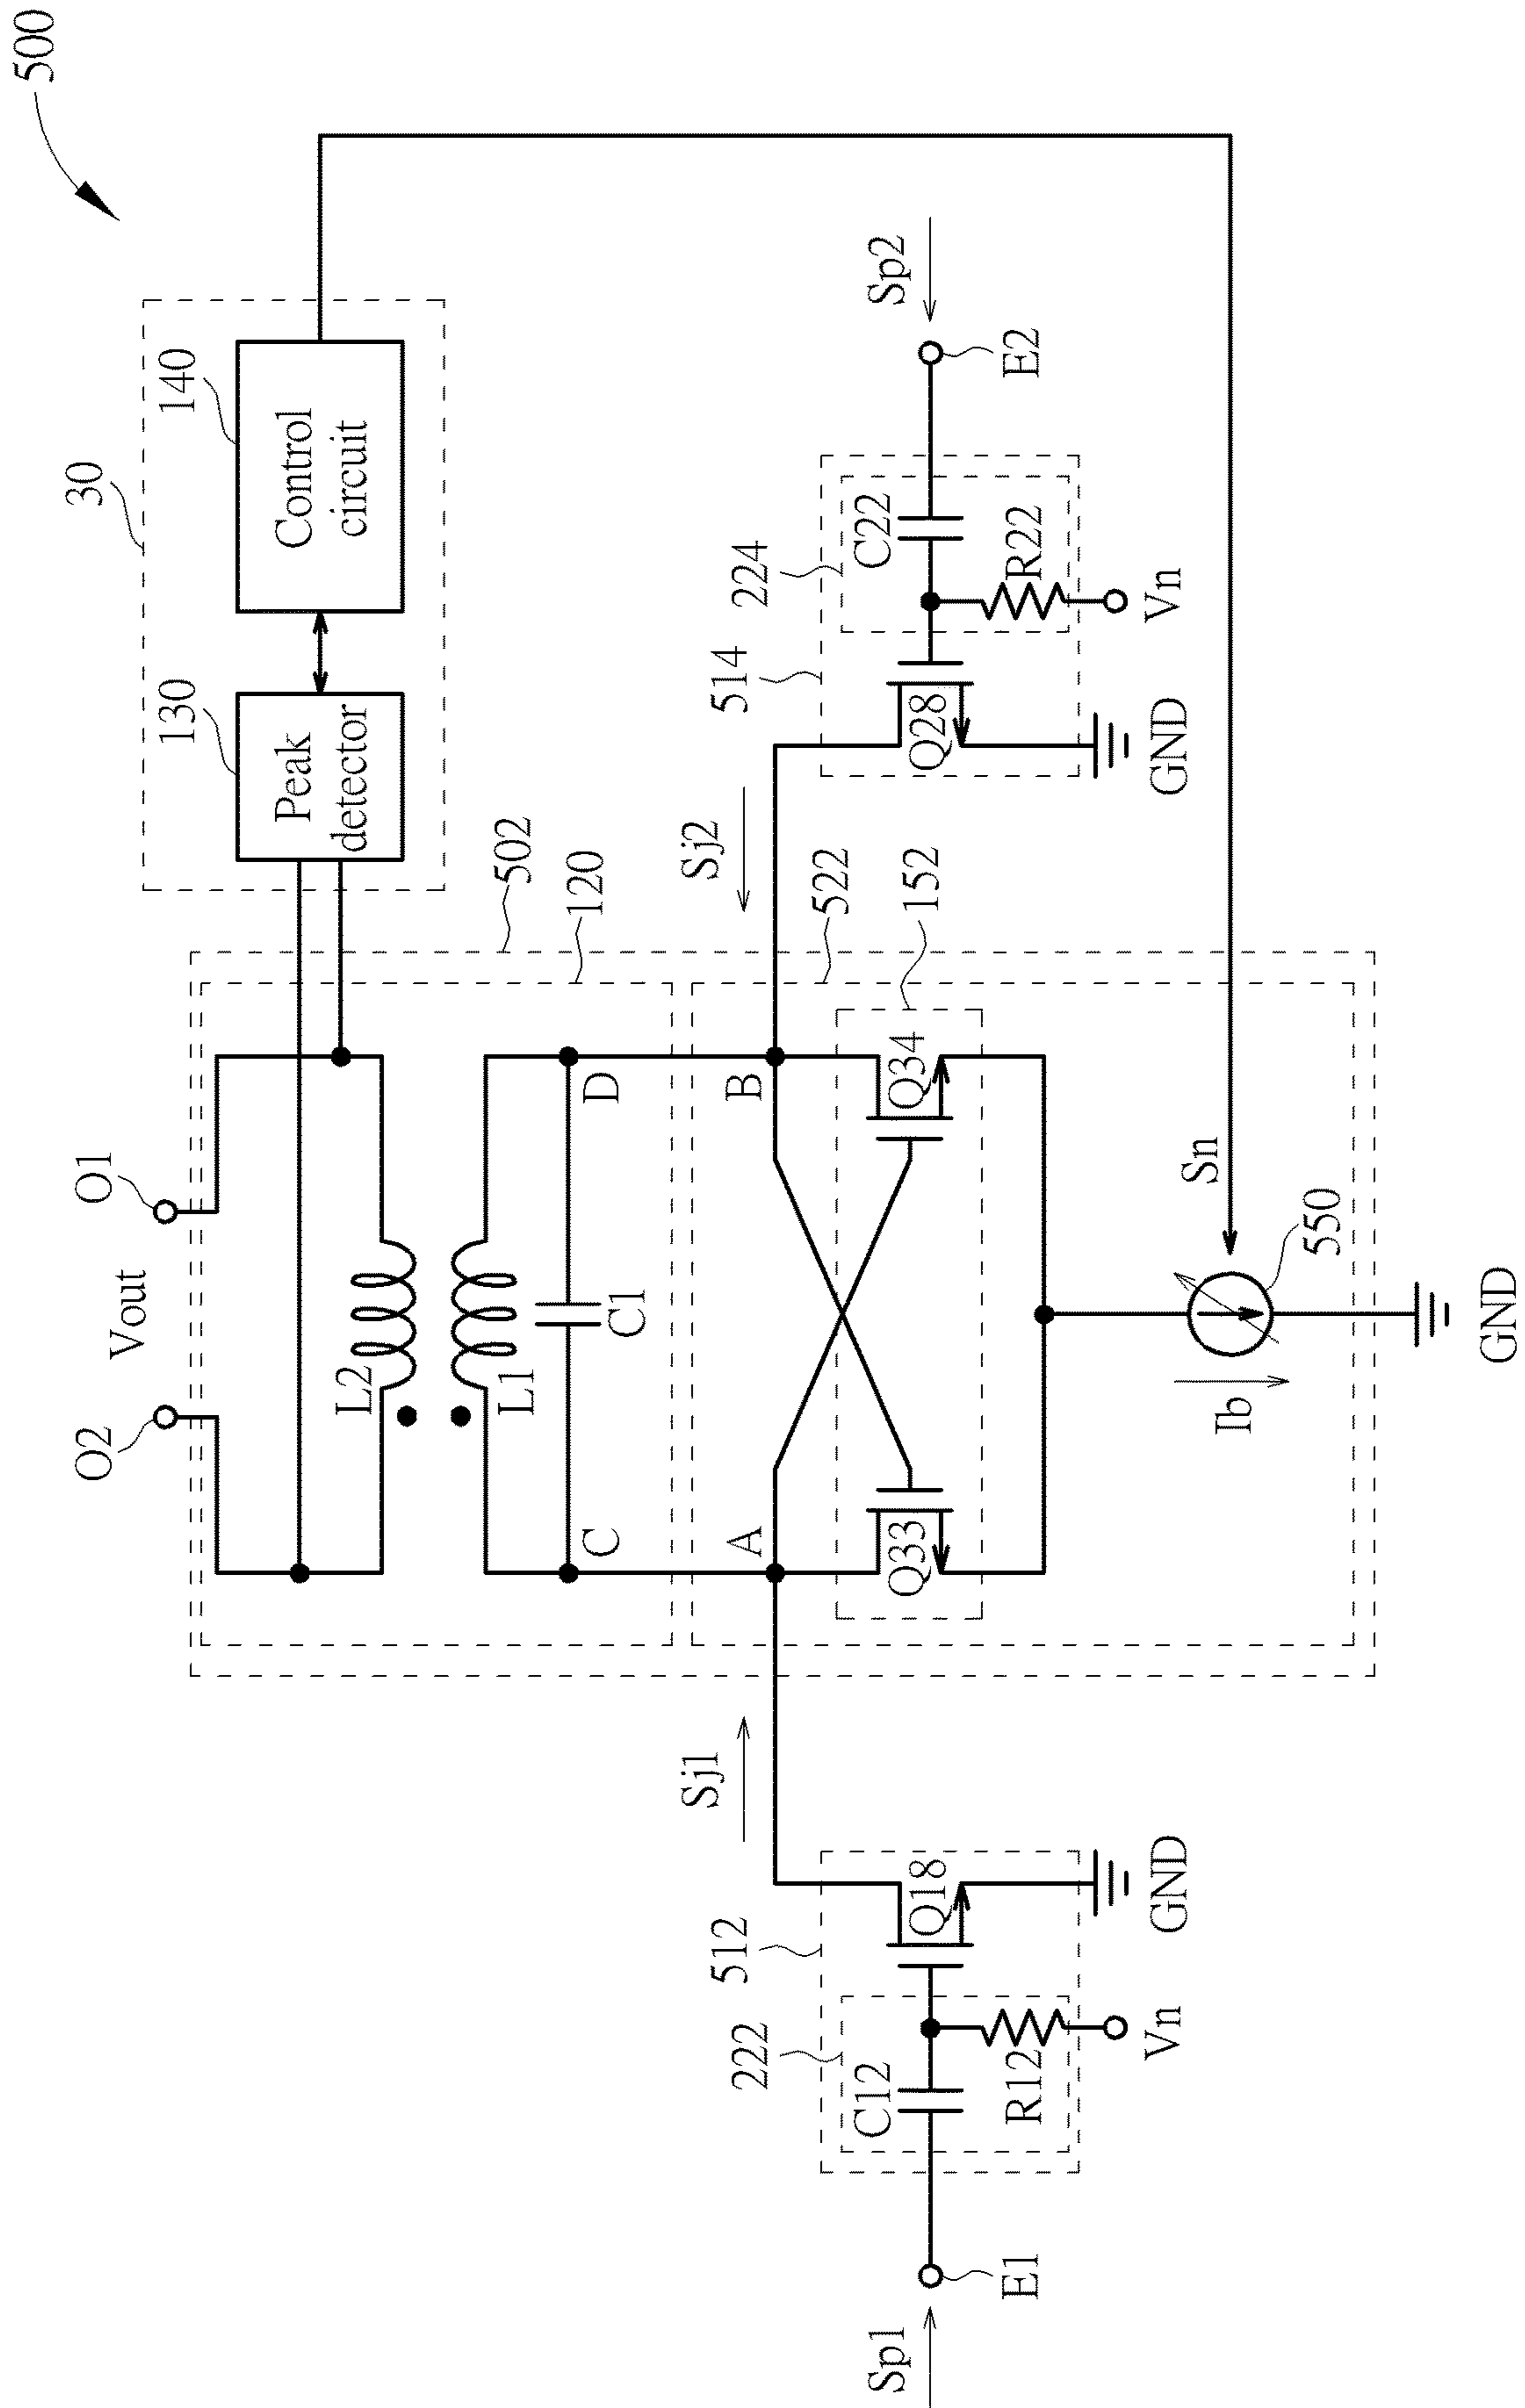 500
30
130
140
Peak
detector
Control
circuit
O2
Vout
O1
502
120
L2
L1
C1
C
D
522
152
A
B
Sj1
Sj2
Q33
Q34
512
222
C12
R12
Q18
Vn
GND
Sp1
E1
514
224
C22
R22
Q28
Vn
GND
Sp2
E2
Sn
Ib
550
GND